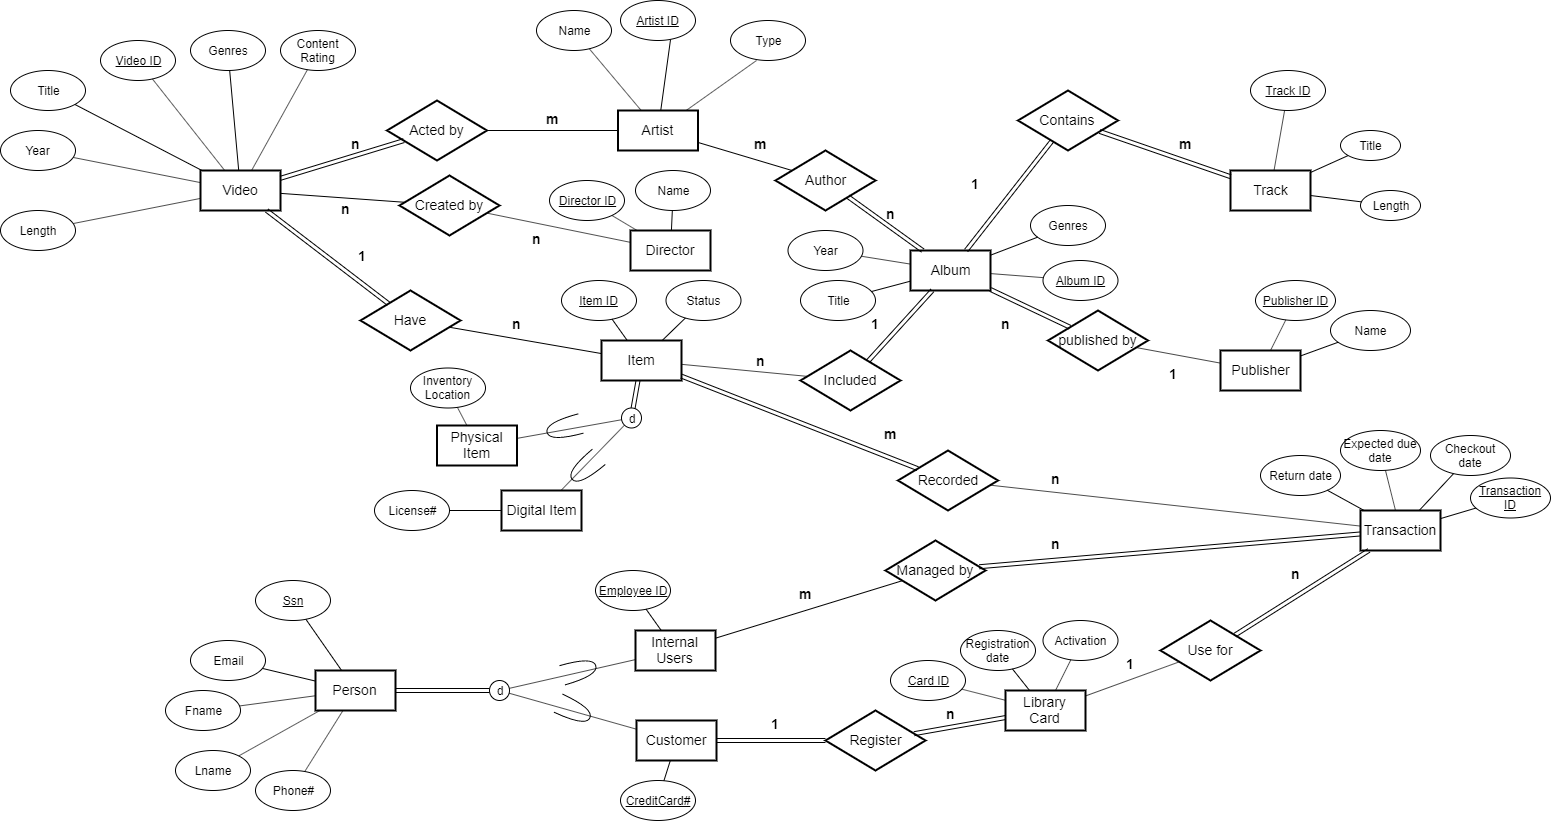 Artist ID
Name
Type
Content
Rating
Genres
Video ID
Title
Year
Length
Video
n
Acted by
m
Artist
n
Created by
n
Director ID
Name
Director
m
Author
n
Contains
1
m
Track ID
Title
Length
Track
Year
Title
Genres
Album ID
Album
n
published by
1
Publisher ID
Name
Publisher
1
Have
n
Item ID
Status
Item
n
Included
1
Inventory
Location
Physical
Item
d
License#
Digital Item
m
Recorded
n
Return date
Expected due
date
Checkout
date
Transaction
ID
Transaction
n
Managed by
m
Employee ID
Internal
Users
n
Use for
1
Registration
date
Activation
Card ID
Library
Card
Ssn
Email
Fname
Lname
Phone#
Person
d
Customer
1
Register
n
CreditCard#